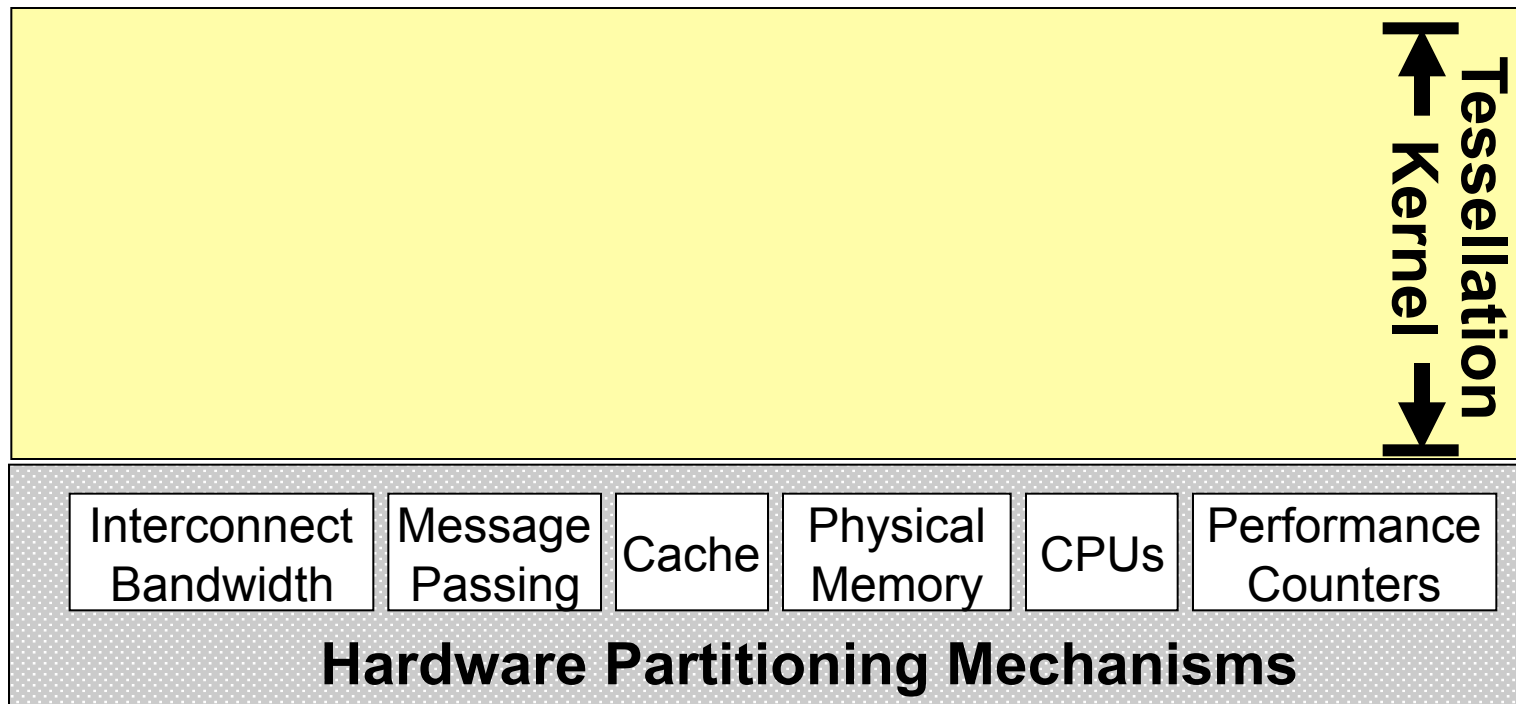 Tessellation
Kernel
Interconnect
Bandwidth
Message
Passing
Cache
Physical
Memory
CPUs
Performance
Counters
Hardware Partitioning Mechanisms